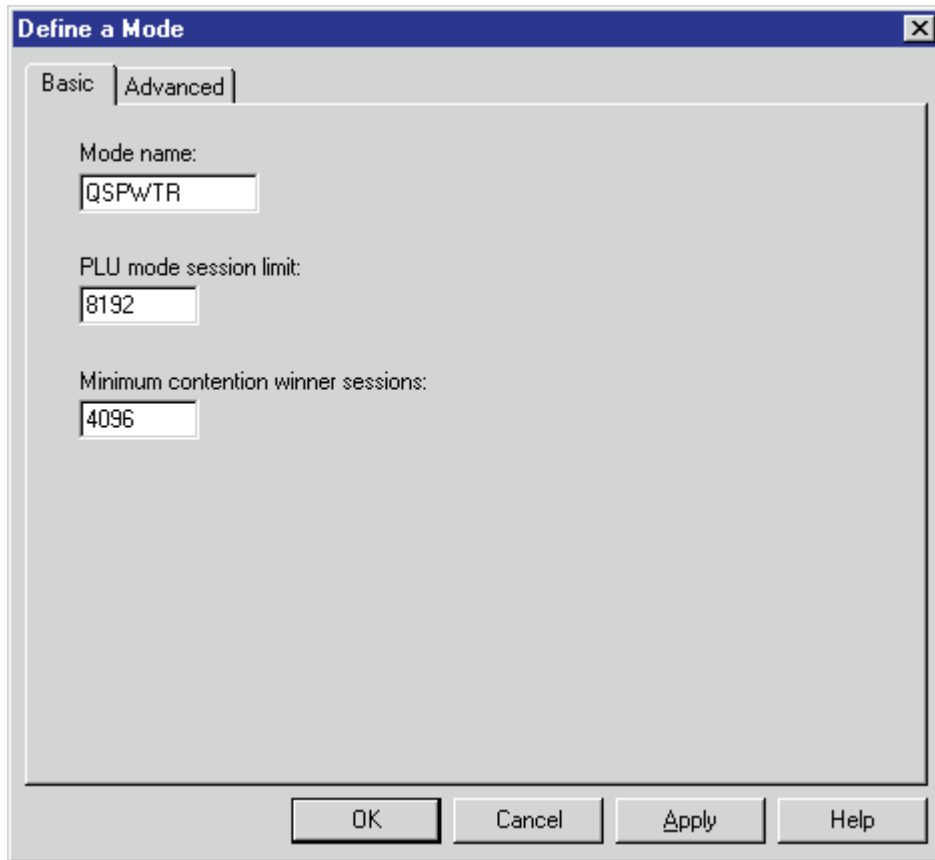 Define a Mode
Basic Advanced
Mode name:
QSPWTR
PLU mode session limit:
8192
Minimum contention winner sessions:
4096
OK Cancel Apply Help